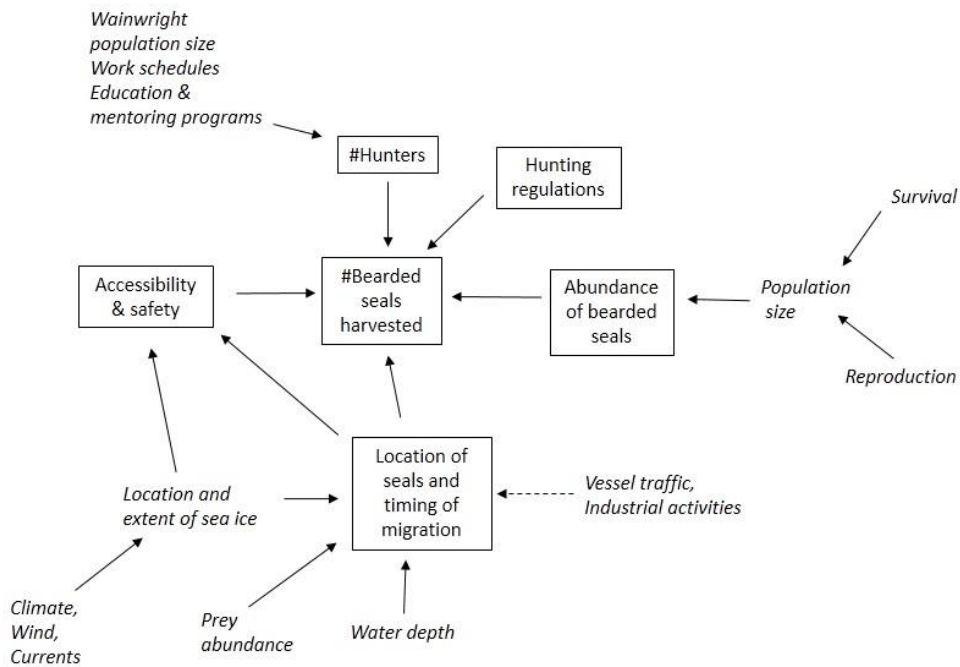 Wainwright
population size
Work schedules
Education &
mentoring programs
#Hunters
Hunting
regulations
Survival
Accessibility
& safety
#Bearded
seals
harvested
Abundance
of bearded
seals
Population
size
Reproduction
Location of
seals and
timing of
migration
Location and
extent of sea ice
Vessel traffic,
Industrial activities
Climate,
Wind,
Currents
Prey
abundance
Water depth